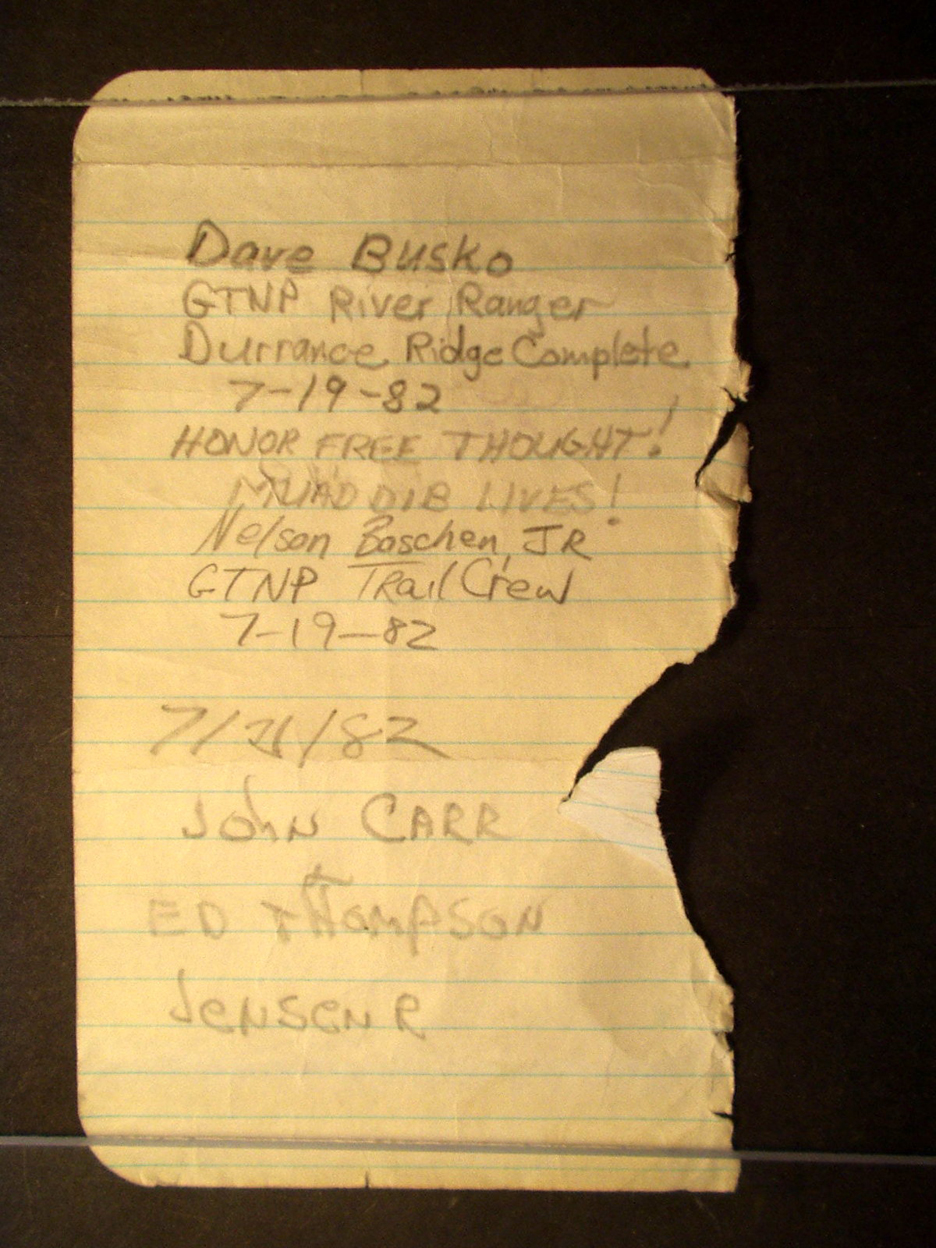 Dave Busko
GTNP River Ranger
Durrance Ridge Complete
7-19-82
HONOR FREE THOUGHT!
MUAD DIB LIVES!
Nelson Boschen, JR
GTNP Trail Crew
7-19-82
7/21/82
John CARR
ED THOMPSON
JENSEN R